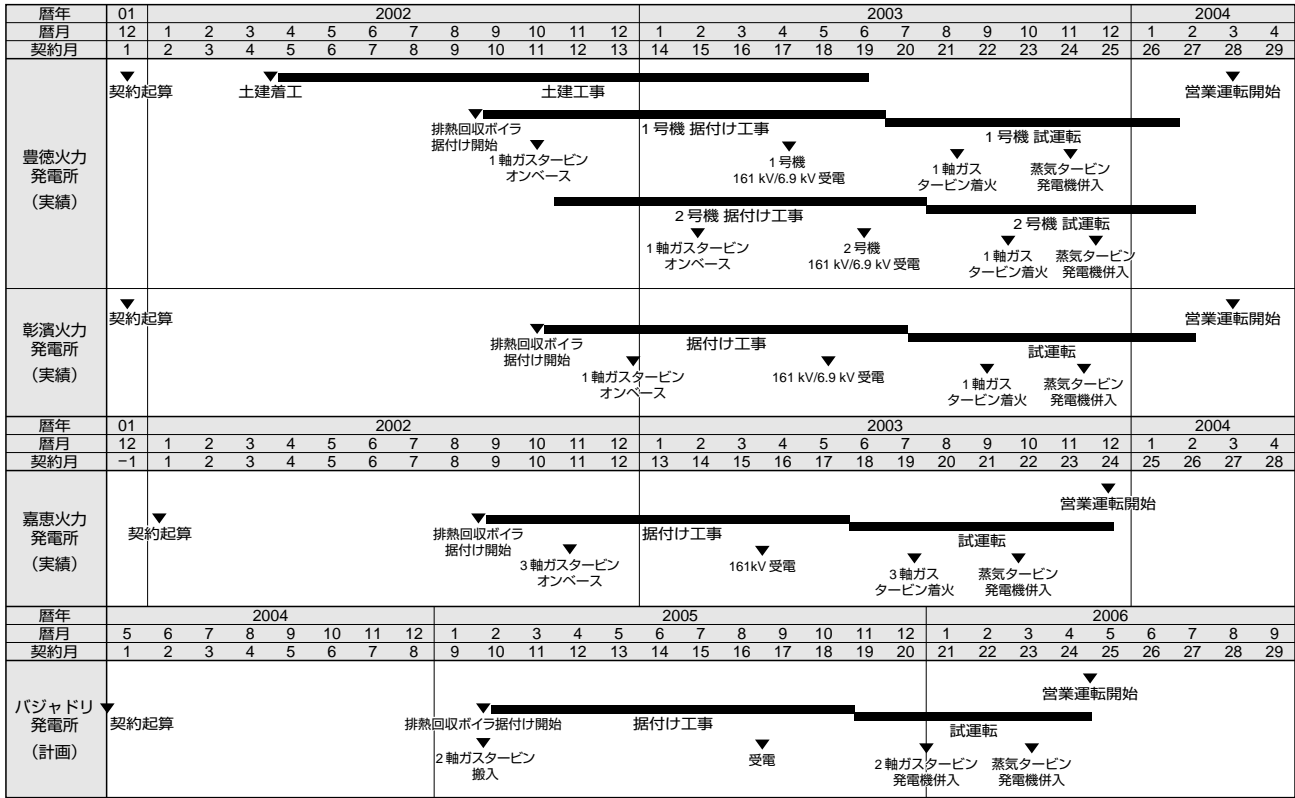 暦年 01 2002 2003 2004
暦月 12 1 2 3 4 5 6 7 8 9 10 11 12 1 2 3 4 5 6 7 8 9 10 11 12 1 2 3 4
契約月 1 2 3 4 5 6 7 8 9 10 11 12 13 14 15 16 17 18 19 20 21 22 23 24 25 26 27 28 29
豊徳火力
発電所
(実績)
契約起算
土建着工
土建工事
営業運転開始
排熱回収ボイラ
据付け開始
1号機 据付け工事
1号機 試運転
1軸ガスタービン
オンベース
1号機
161 kV/6.9 kV 受電
1軸ガス
タービン着火
蒸気タービン
発電機併入
2号機 据付け工事
2号機 試運転
1軸ガスタービン
オンベース
2号機
161 kV/6.9 kV 受電
1軸ガス
タービン着火
蒸気タービン
発電機併入
彰濱火力
発電所
(実績)
契約起算
営業運転開始
排熱回収ボイラ
据付け開始
据付け工事
試運転
1軸ガスタービン
オンベース
161 kV/6.9 kV 受電
1軸ガス
タービン着火
蒸気タービン
発電機併入
暦年 01 2002 2003 2004
暦月 12 1 2 3 4 5 6 7 8 9 10 11 12 1 2 3 4 5 6 7 8 9 10 11 12 1 2 3 4
契約月 −1 1 2 3 4 5 6 7 8 9 10 11 12 13 14 15 16 17 18 19 20 21 22 23 24 25 26 27 28
嘉恵火力
発電所
(実績)
契約起算
営業運転開始
排熱回収ボイラ
据付け開始
据付け工事
試運転
3軸ガスタービン
オンベース
161kV 受電
3軸ガス
タービン着火
蒸気タービン
発電機併入
暦年 2004 2005 2006
暦月 5 6 7 8 9 10 11 12 1 2 3 4 5 6 7 8 9 10 11 12 1 2 3 4 5 6 7 8 9
契約月 1 2 3 4 5 6 7 8 9 10 11 12 13 14 15 16 17 18 19 20 21 22 23 24 25 26 27 28 29
バジャドリ
発電所
(計画)
契約起算
営業運転開始
排熱回収ボイラ据付け開始
据付け工事
試運転
2軸ガスタービン
搬入
受電
2軸ガスタービン
発電機併入
蒸気タービン
発電機併入